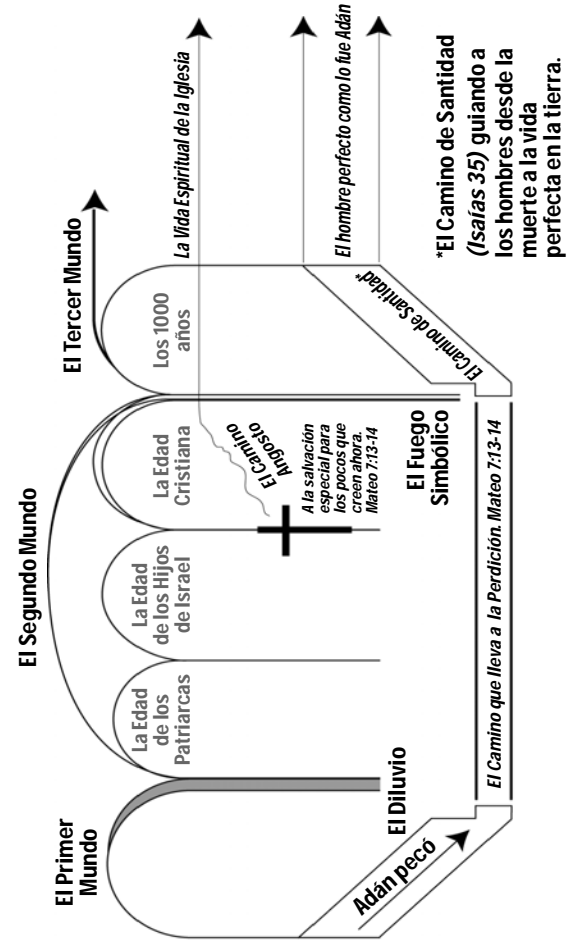 El Primer
Mundo
El Segundo Mundo
El Tercer Mundo
La Edad
de los
Patriarcas
La Edad
de los Hijos
de Israel
La Edad
Cristiana
Los 1000
años
La Vida Espiritual de la Iglesia
El Camino
Angosto
A la salvación
especial para
los pocos que
creen ahora.
Mateo 7:13-14
El hombre perfecto como lo fue Adán
El Camino de Santidad*
El Diluvio
El Fuego
Simbólico
Adán pecó
El Camino que lleva a la Perdición. Mateo 7:13-14
*El Camino de Santidad
(Isaías 35) guiando a
los hombres desde la
muerte a la vida
perfecta en la tierra.